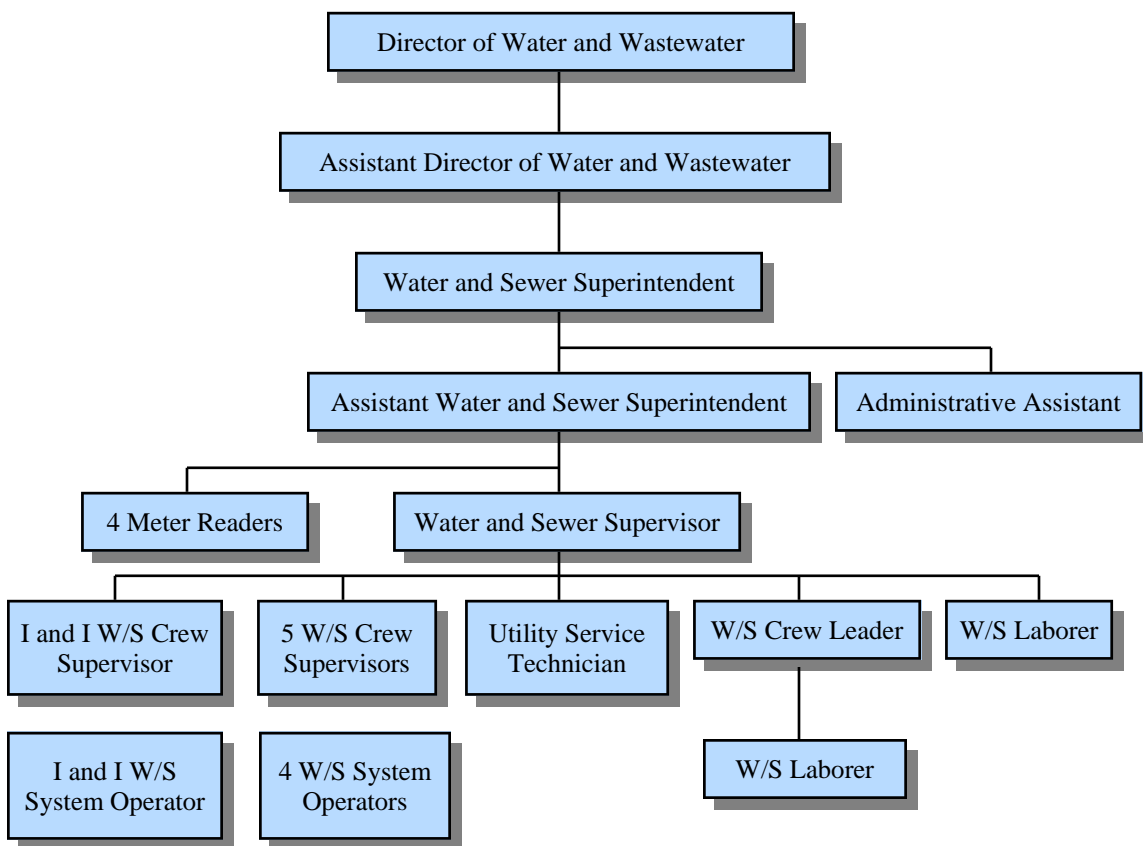 Director of Water and Wastewater
Assistant Director of Water and Wastewater
Water and Sewer Superintendent
Assistant Water and Sewer Superintendent
Administrative Assistant
4 Meter Readers
Water and Sewer Supervisor
I and I W/S Crew
Supervisor
5 W/S Crew
Supervisors
Utility Service
Technician
W/S Crew Leader
W/S Laborer
I and I W/S
System Operator
4 W/S System
Operators
W/S Laborer